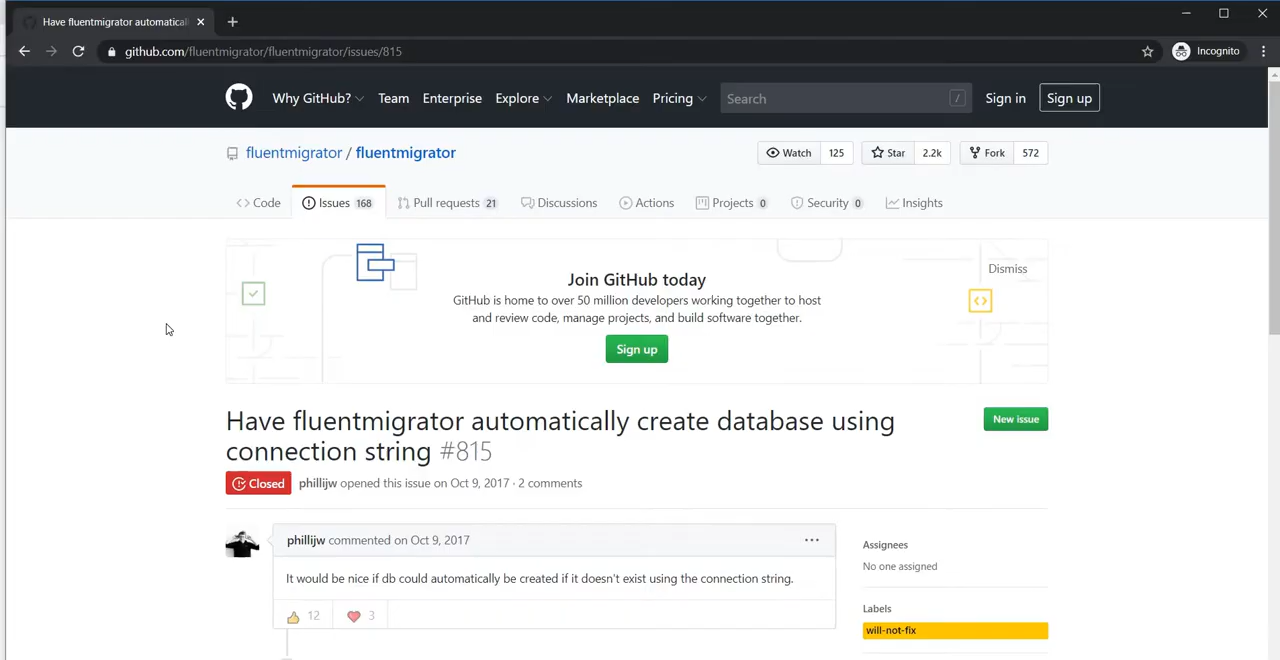 Have fluentmigrator automaticall
github.com/fluentmigrator/fluentmigrator/issues/815
Incognito
Why GitHub?
Team
Enterprise
Explore
Marketplace
Pricing
Search
/
Sign in
Sign up
fluentmigrator / fluentmigrator
Watch 125
Star 2.2k
Fork 572
Code
Issues 168
Pull requests 21
Discussions
Actions
Projects 0
Security 0
Insights
Join GitHub today
Dismiss
GitHub is home to over 50 million developers working together to host
and review code, manage projects, and build software together.
Sign up
Have fluentmigrator automatically create database using
connection string #815
New issue
Closed phillijw opened this issue on Oct 9, 2017 · 2 comments
phillijw commented on Oct 9, 2017
It would be nice if db could automatically be created if it doesn't exist using the connection string.
12
3
Assignees
No one assigned
Labels
will-not-fix